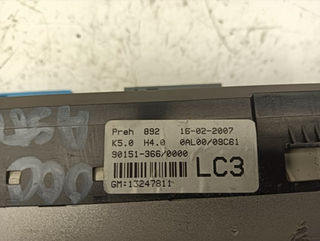 Preh 892 16-02-2007
K5.0 H4.0 0AL00/09C61
90151-366/0000
LC3
GM:13247811